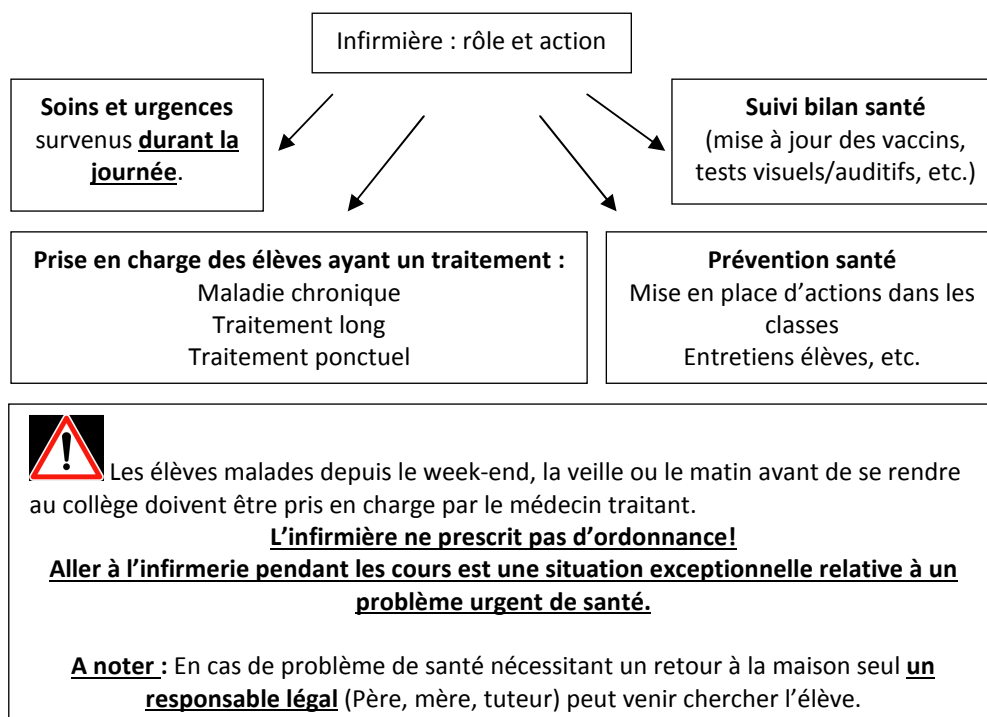 Infirmière : rôle et action
Soins et urgences
survenus durant la
journée.
Suivi bilan santé
(mise à jour des vaccins,
tests visuels/auditifs, etc.)
Prise en charge des élèves ayant un traitement :
Maladie chronique
Traitement long
Traitement ponctuel
Prévention santé
Mise en place d’actions dans les
classes
Entretiens élèves, etc.
Les élèves malades depuis le week-end, la veille ou le matin avant de se rendre
au collège doivent être pris en charge par le médecin traitant.
L’infirmière ne prescrit pas d’ordonnance!
Aller à l’infirmerie pendant les cours est une situation exceptionnelle relative à un
problème urgent de santé.
A noter : En cas de problème de santé nécessitant un retour à la maison seul un
responsable légal (Père, mère, tuteur) peut venir chercher l’élève.